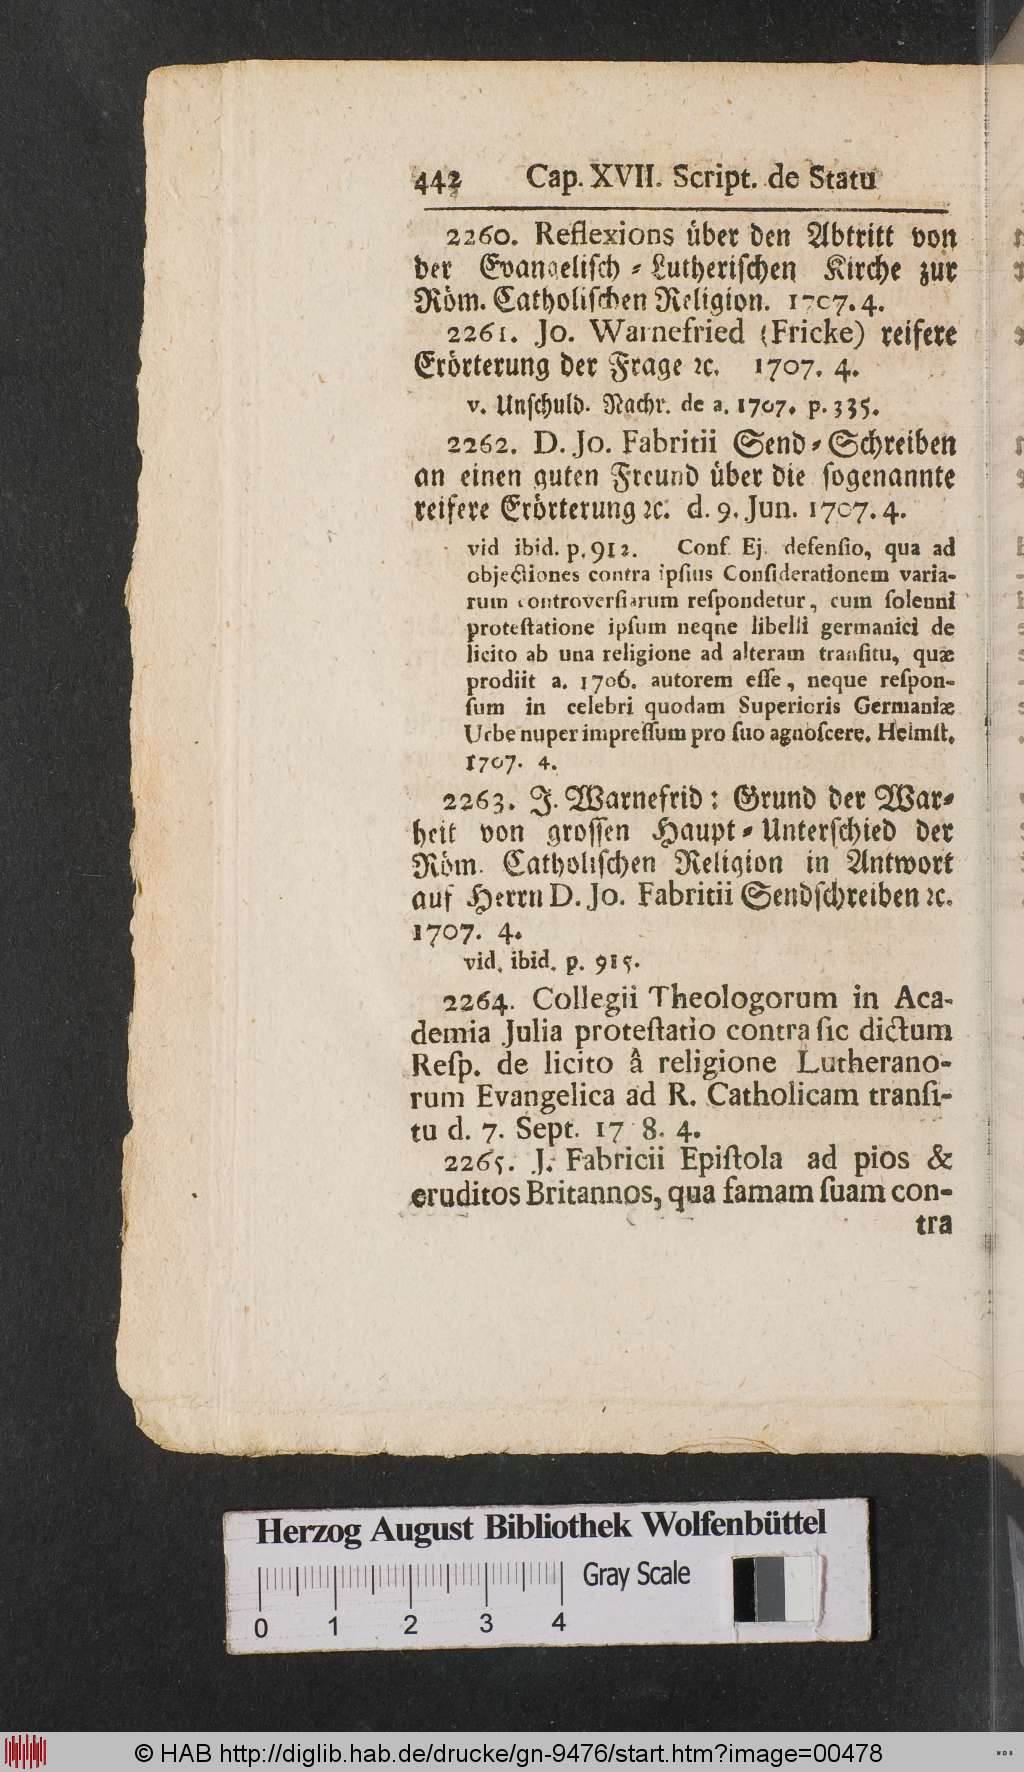 442 Cap. XVII. Script. de Statu
2260. Reflexions über den Abtritt von
der Evangelisch-Lutherischen Kirche zur
Röm. Catholischen Religion. 1707. 4.
2261. Jo. Warnefried (Fricke) reifere
Erörterung der Frage ꝛc. 1707. 4.
v. Unschuld. Nachr. de a. 1707. p. 335.
2262. D. Jo. Fabritii Send-Schreiben
an einen guten Freund über die sogenannte
reifere Erörterung ꝛc. d. 9. Jun. 1707. 4.
vid ibid. p. 912. Conf. Ej. defenſio, qua ad
objectiones contra ipſius Conſiderationem varia-
rum controverſiarum reſpondetur, cum ſolenni
proteſtatione ipſum neqne libelli germanici de
licito ab una religione ad alteram tranſitu, quæ
prodiit a. 1706. autorem eſſe, neque reſpon-
ſum in celebri quodam Superioris Germaniæ
Urbe nuper impreſſum pro ſuo agnoſcere. Helmſt.
1707. 4.
2263. J. Warnefrid: Grund der War-
heit von grossen Haupt-Unterschied der
Röm. Catholischen Religion in Antwort
auf Herrn D. Jo. Fabritii Sendschreiben ꝛc.
1707. 4.
vid. ibid. p. 915.
2264. Collegii Theologorum in Aca-
demia Julia proteſtatio contra ſic dictum
Reſp. de licito â religione Lutherano-
rum Evangelica ad R. Catholicam tranſi-
tu d. 7. Sept. 17 8. 4.
2265. J. Fabricii Epiſtola ad pios &
eruditos Britannos, qua famam ſuam con-
tra
Herzog August Bibliothek Wolfenbüttel
Gray Scale
0 1 2 3 4
© HAB http://diglib.hab.de/drucke/gn-9476/start.htm?image=00478